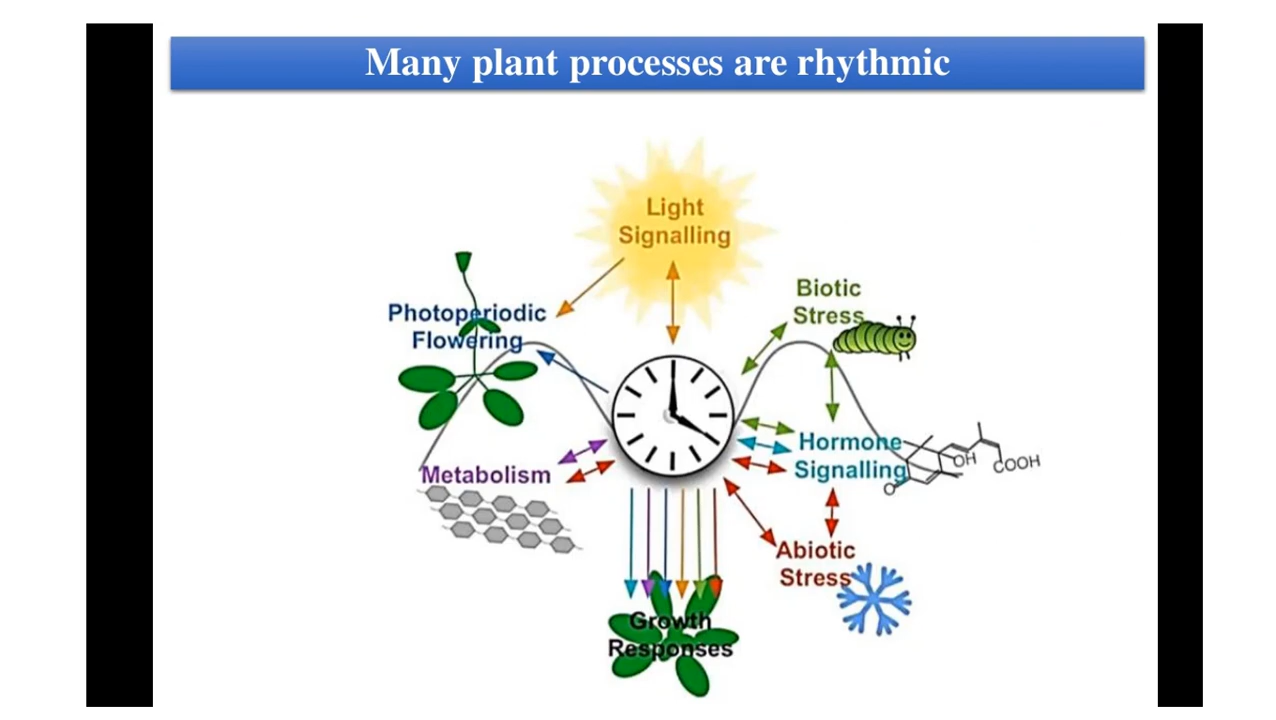 Many plant processes are rhythmic
Light
Signalling
Biotic
Stress
Photoperiodic
Flowering
Hormone
Signalling
OH
COOH
O
Metabolism
Abiotic
Stress
Growth
Responses